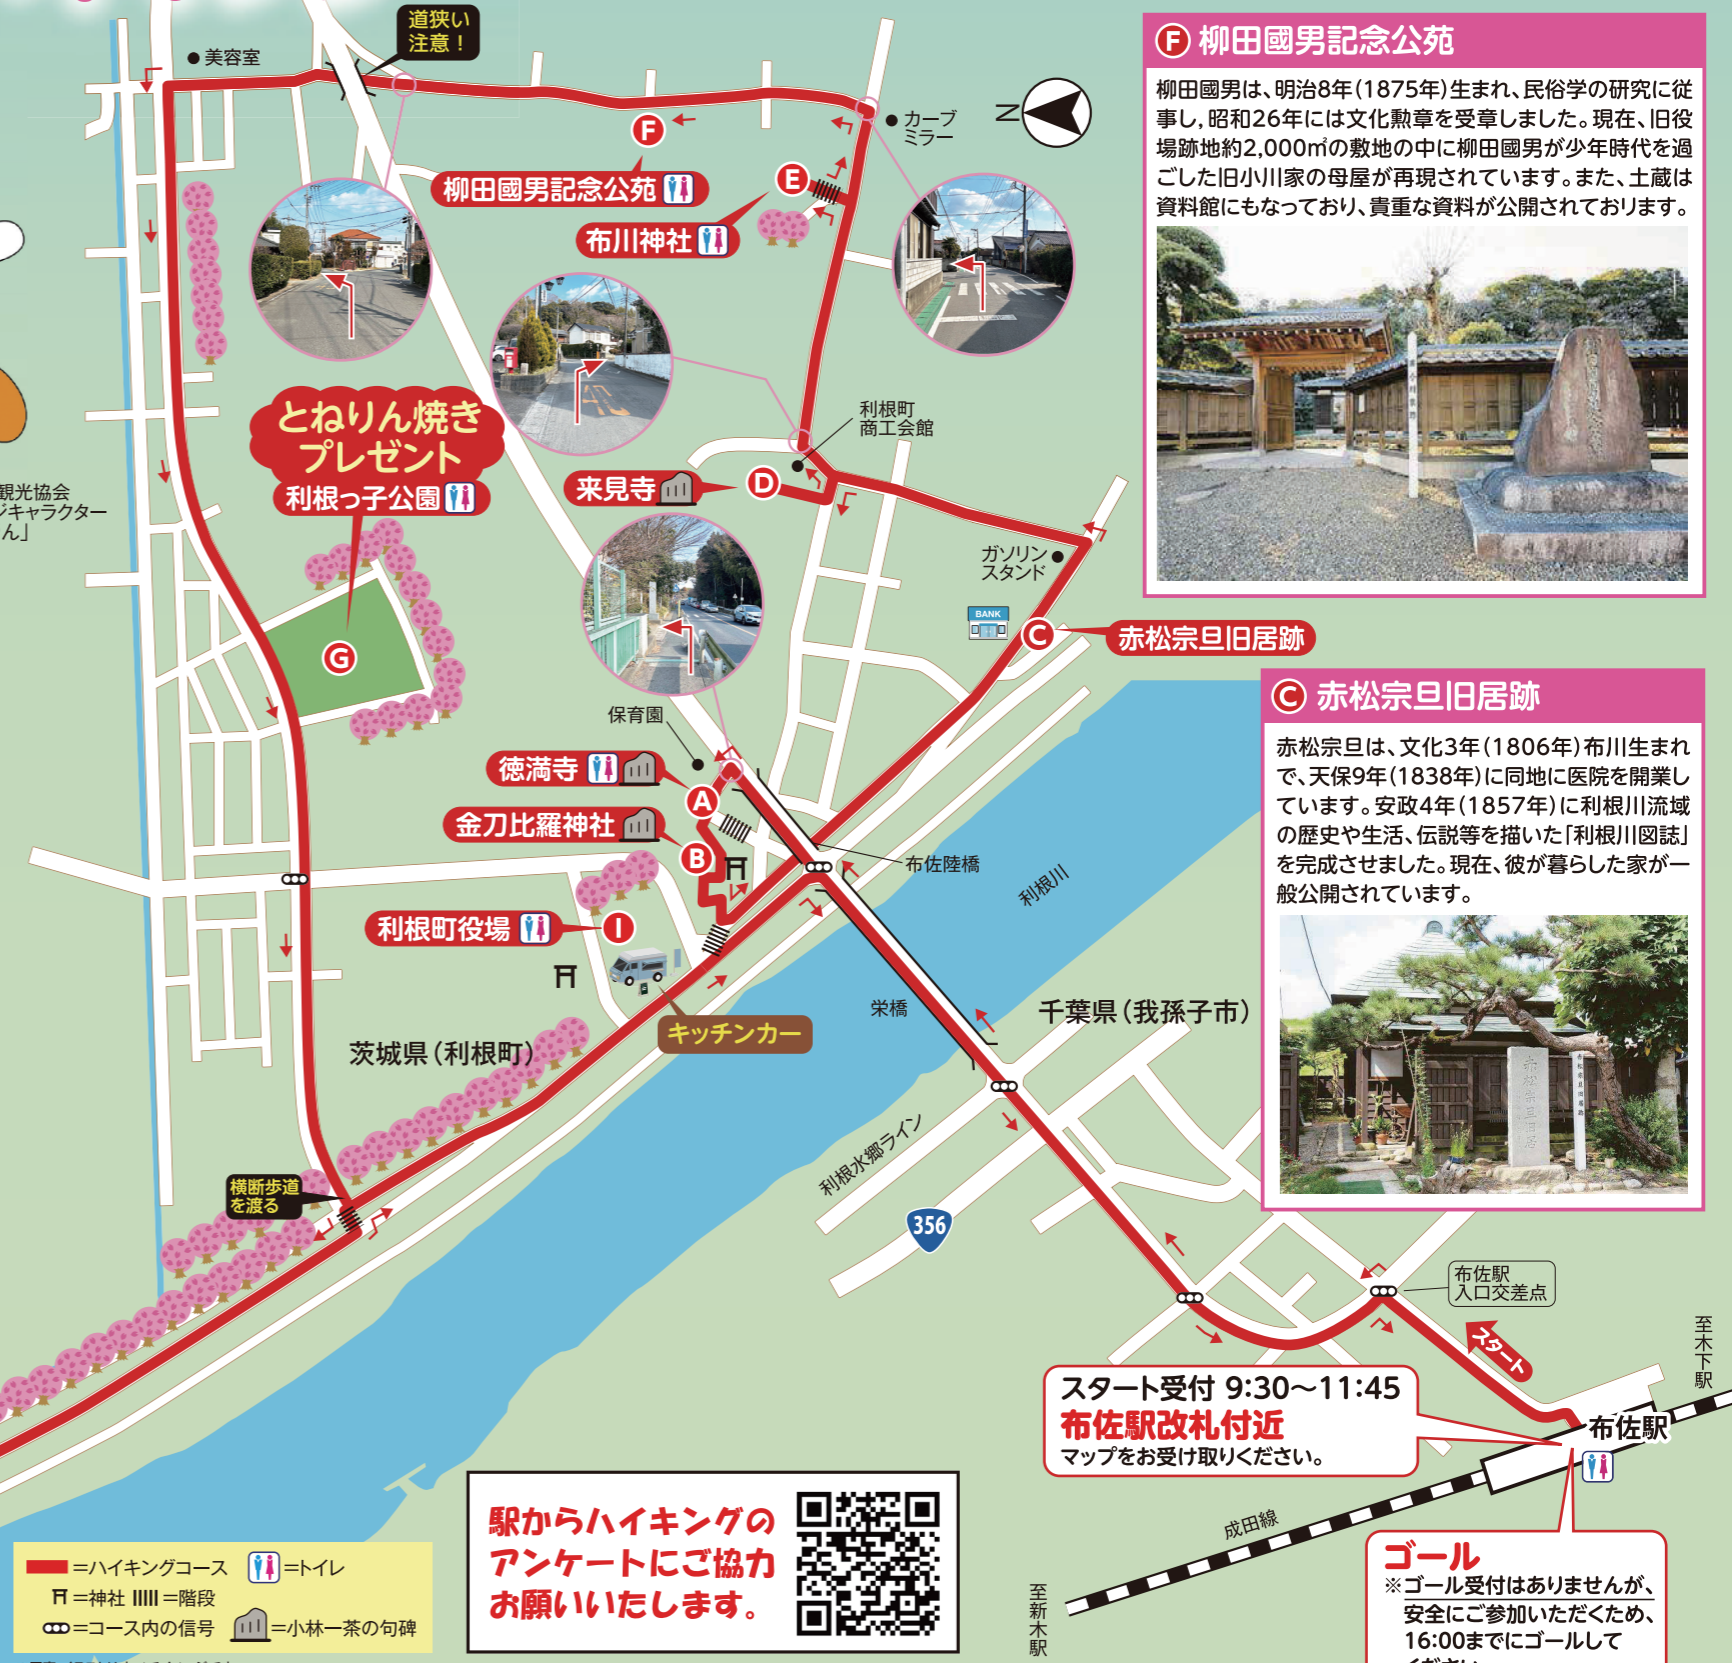 道狭い
注意！
美容室
カーブ
ミラー
N
F
柳田國男記念公苑
E
布川神社
とねりん焼き
プレゼント
利根っ子公園
観光協会
ジキャラクター
ん」
利根町
商工会館
来見寺
D
ガソリン
スタンド
BANK
C
赤松宗旦旧居跡
G
保育園
徳満寺
A
金刀比羅神社
B
布佐陸橋
利根川
利根町役場
I
キッチンカー
栄橋
千葉県（我孫子市）
茨城県（利根町）
利根水郷ライン
356
横断歩道
を渡る
布佐駅
入口交差点
スタート
至木下駅
スタート受付 9:30～11:45
布佐駅改札付近
マップをお受け取りください。
布佐駅
成田線
至新木駅
ゴール
※ゴール受付はありませんが、
安全にご参加いただくため、
16:00までにゴールして
駅からハイキングの
アンケートにご協力
お願いいたします。
=ハイキングコース
=トイレ
=神社
=階段
=コース内の信号
=小林一茶の句碑
F 柳田國男記念公苑
柳田國男は、明治8年（1875年）生まれ、民俗学の研究に従
事し、昭和26年には文化勲章を受章しました。現在、旧役
場跡地約2,000㎡の敷地の中に柳田國男が少年時代を過
ごした旧小川家の母屋が再現されています。また、土蔵は
資料館にもなっており、貴重な資料が公開されております。
C 赤松宗旦旧居跡
赤松宗旦は、文化3年（1806年）布川生まれ
で、天保9年（1838年）に同地に医院を開業し
ています。安政4年（1857年）に利根川流域
の歴史や生活、伝説等を描いた「利根川図誌」
を完成させました。現在、彼が暮らした家が一
般公開されています。
赤松宗旦旧居
赤松宗旦旧居跡